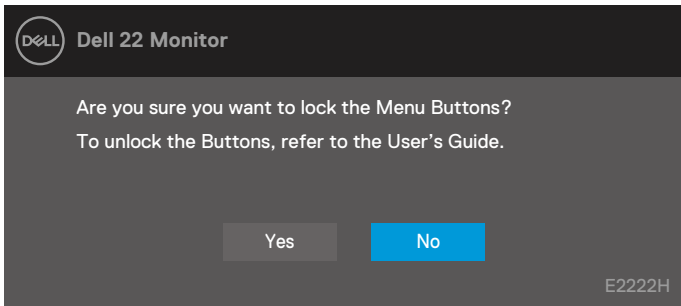 DELL Dell 22 Monitor
Are you sure you want to lock the Menu Buttons?
To unlock the Buttons, refer to the User’s Guide.
Yes No
E2222H